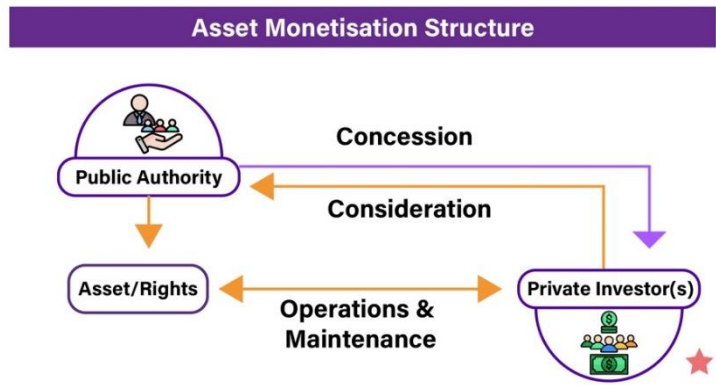 Asset Monetisation Structure
Concession
Public Authority
Consideration
Asset/Rights
Private Investor(s)
Operations &
Maintenance